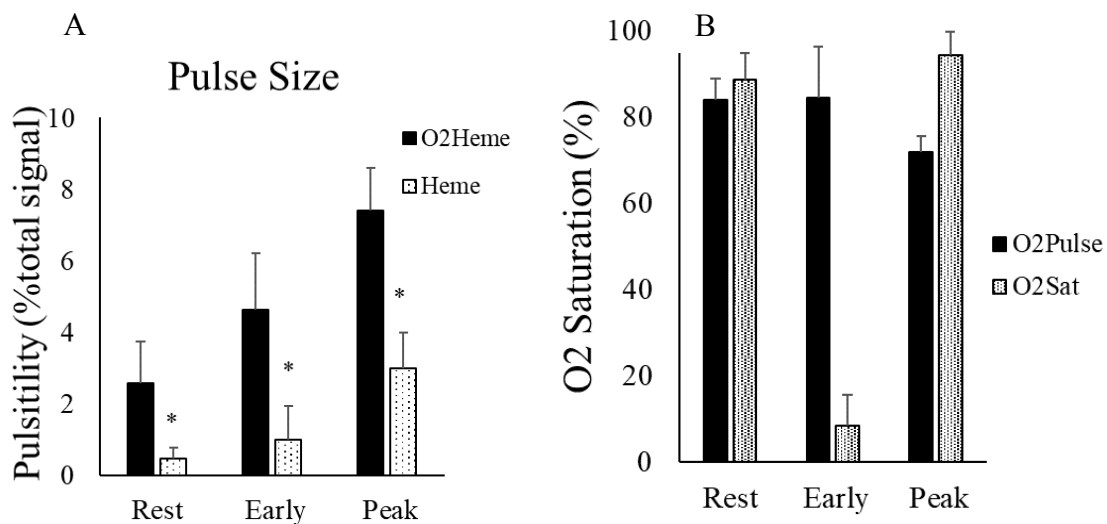 A
Pulse Size
Pulsitility (%total signal)
10
8
6
4
2
0
O2Heme
Heme
*
*
*
Rest Early Peak
B
O2 Saturation (%)
100
80
60
40
20
0
O2Pulse
O2Sat
Rest Early Peak